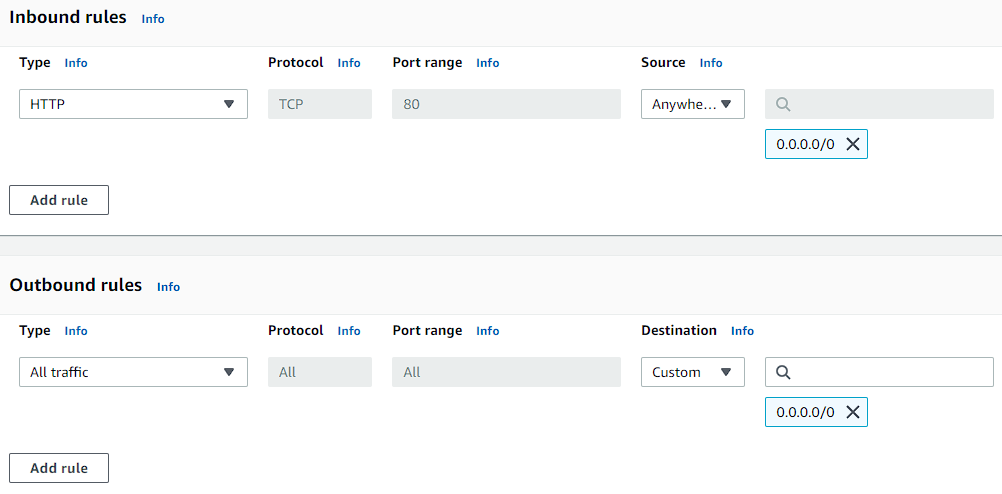 Inbound rules Info
Type Info Protocol Info Port range Info Source Info
HTTP TCP 80 Anywhe...
0.0.0.0/0
Add rule
Outbound rules Info
Type Info Protocol Info Port range Info Destination Info
All traffic All All Custom
0.0.0.0/0
Add rule